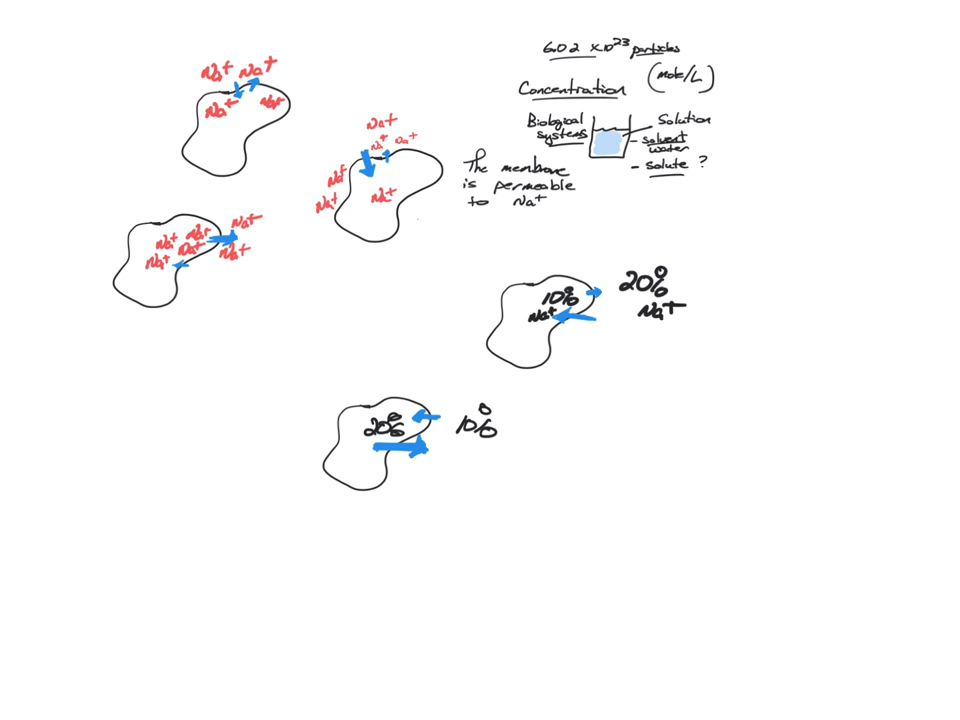 6.02 x10²³ particles
(mole/L)
Concentration
Biological
systems
Solution
- solvent
water
- solute ?
Na⁺ Na⁺
Na⁺ Na⁺
Na⁺
Na⁺ Na⁺
Na⁺
Na⁺
Na⁺
The membrane
is permeable
to Na⁺
Na⁺
Na⁺ Na⁺
Na⁺ Na⁺
Na⁺
10% 20%
Na⁺ Na⁺
20% 10%